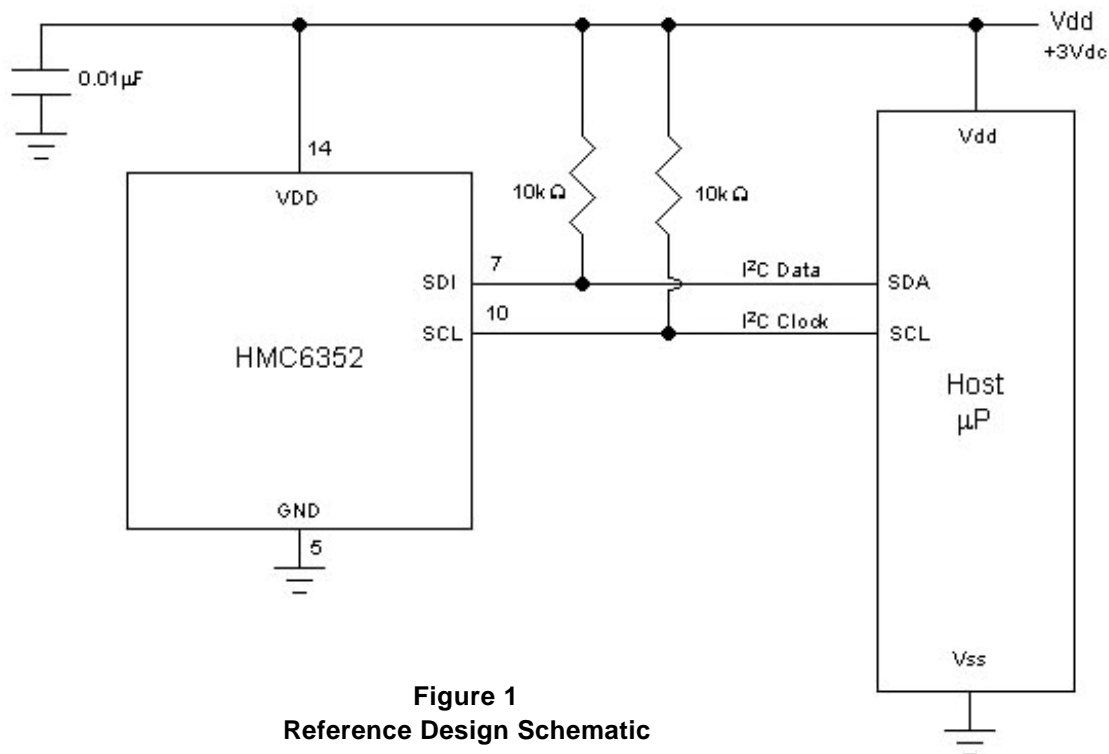 Vdd
+3Vdc
0.01µF
14
VDD
Vdd
10kΩ
10kΩ
7
I²C Data
SDI
SDA
10
I²C Clock
SCL
SCL
HMC6352
Host
µP
GND
5
Vss
Figure 1
Reference Design Schematic